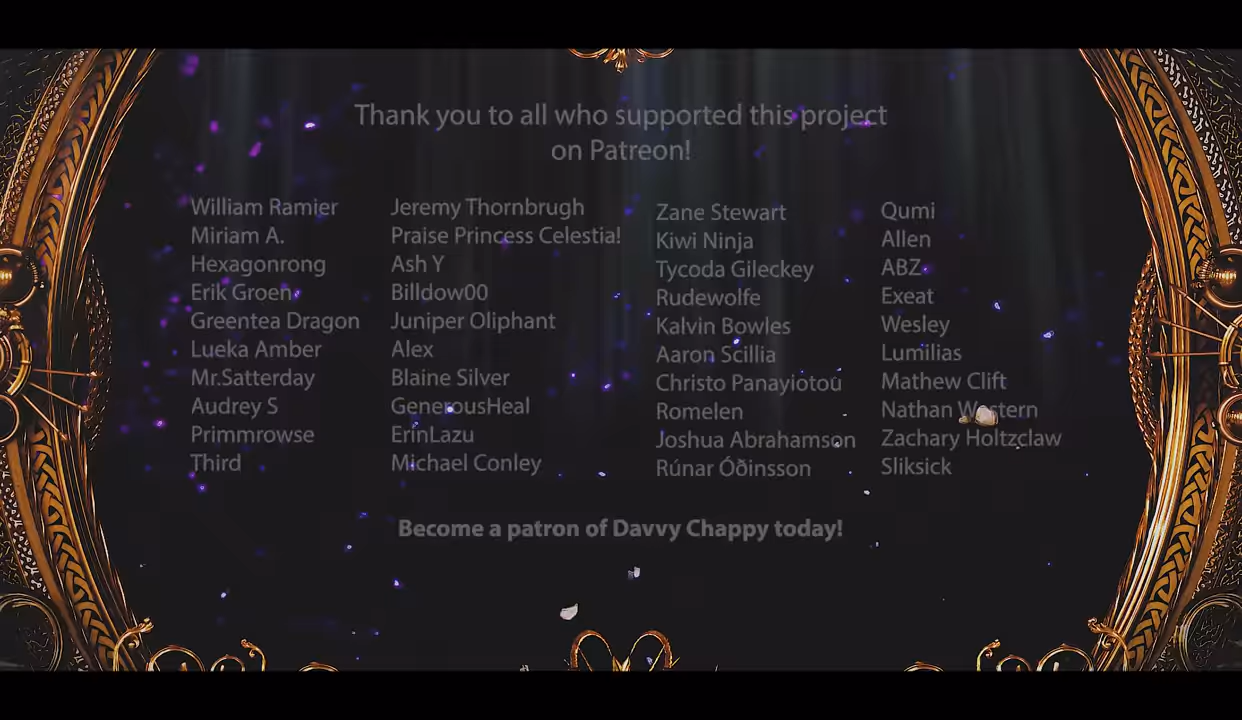 Thank you to all who supported this project
on Patreon!
William Ramier
Miriam A.
Hexagonrong
Erik Groen
Greentea Dragon
Lueka Amber
Mr.Satterday
Audrey S
Primmrowse
Third
Jeremy Thornbrugh
Praise Princess Celestia!
Ash Y
Billdow00
Juniper Oliphant
Alex
Blaine Silver
GenerousHeal
ErinLazu
Michael Conley
Zane Stewart
Kiwi Ninja
Tycoda Gileckey
Rudewolfe
Kalvin Bowles
Aaron Scillia
Christo Panayiotou
Romelen
Joshua Abrahamson
Rúnar Óðinsson
Qumi
Allen
ABZ
Exeat
Wesley
Lumilias
Mathew Clift
Nathan Western
Zachary Holtzclaw
Sliksick
Become a patron of Davvy Chappy today!